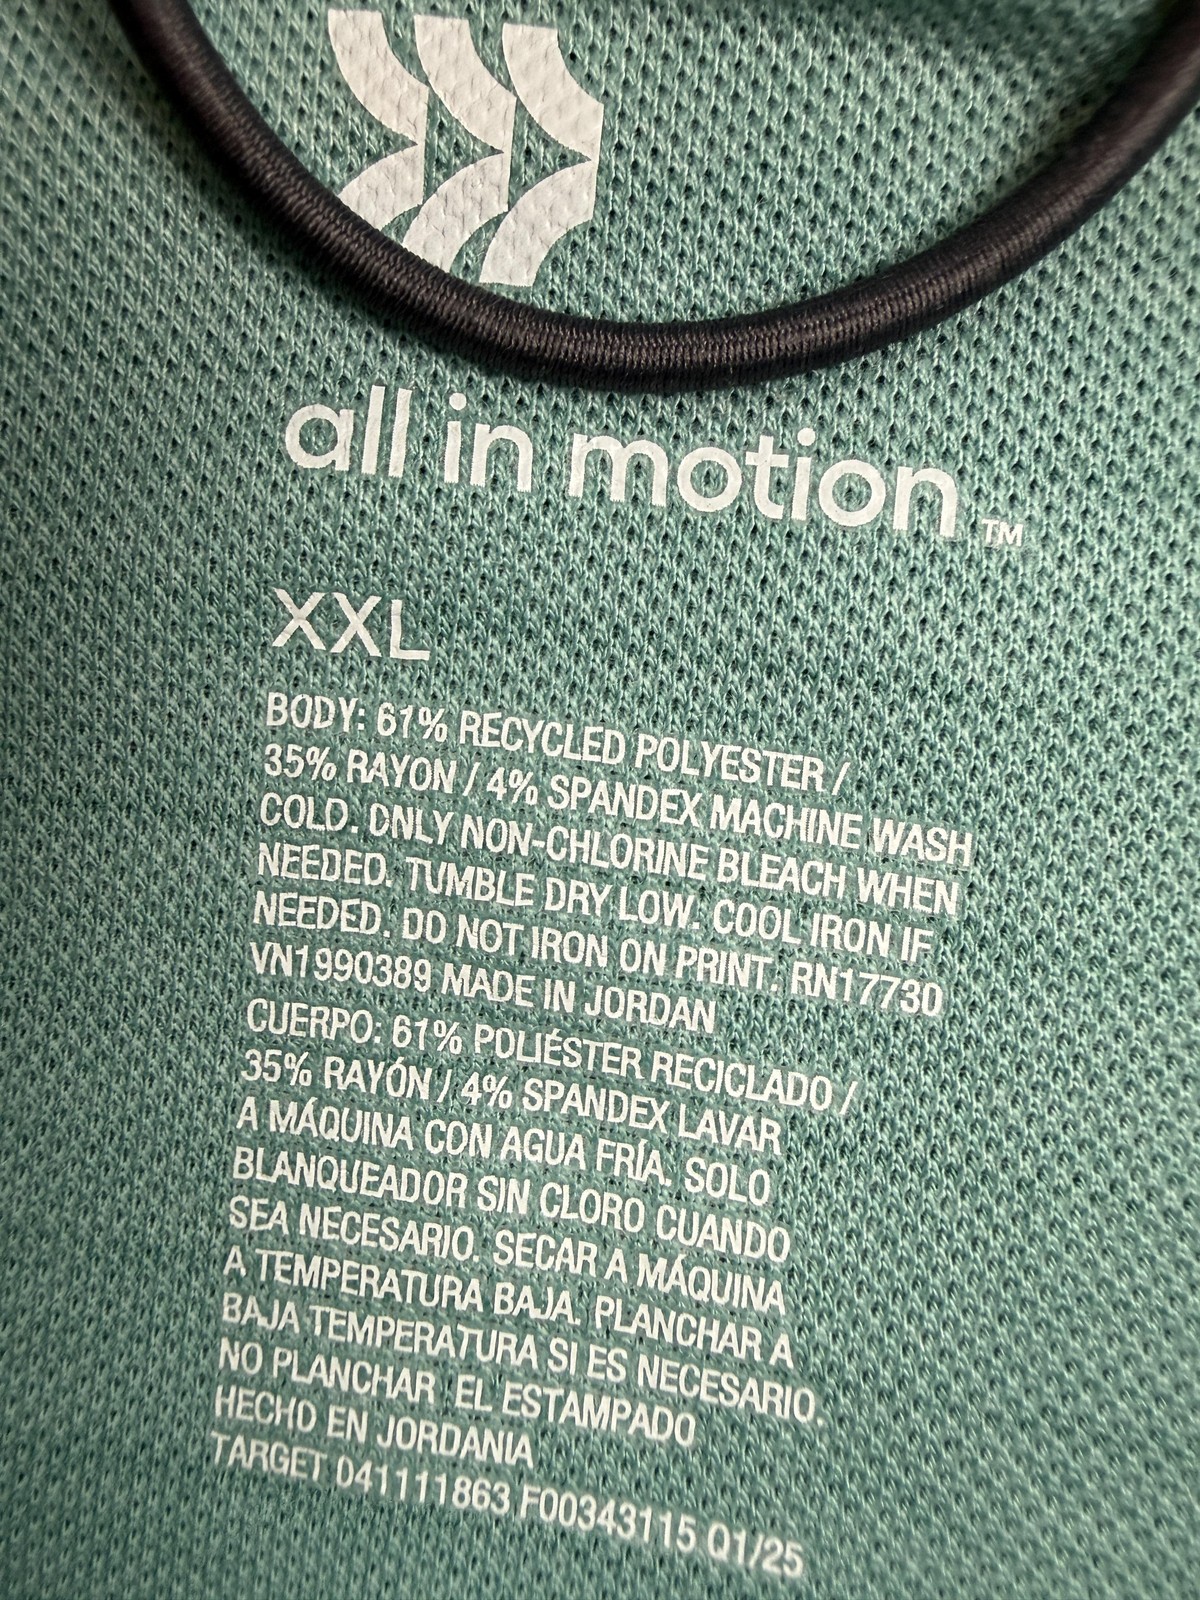 all in motion™
XXL
BODY: 61% RECYCLED POLYESTER /
35% RAYON / 4% SPANDEX MACHINE WASH
COLD. ONLY NON-CHLORINE BLEACH WHEN
NEEDED. TUMBLE DRY LOW. COOL IRON IF
NEEDED. DO NOT IRON ON PRINT. RN17730
VN1990389 MADE IN JORDAN
CUERPO: 61% POLIÉSTER RECICLADO /
35% RAYÓN / 4% SPANDEX LAVAR
A MÁQUINA CON AGUA FRÍA. SOLO
BLANQUEADOR SIN CLORO CUANDO
SEA NECESARIO. SECAR A MÁQUINA
A TEMPERATURA BAJA. PLANCHAR A
BAJA TEMPERATURA SI ES NECESARIO.
NO PLANCHAR EL ESTAMPADO
HECHO EN JORDANIA
TARGET 041111863 F00343115 Q1/25